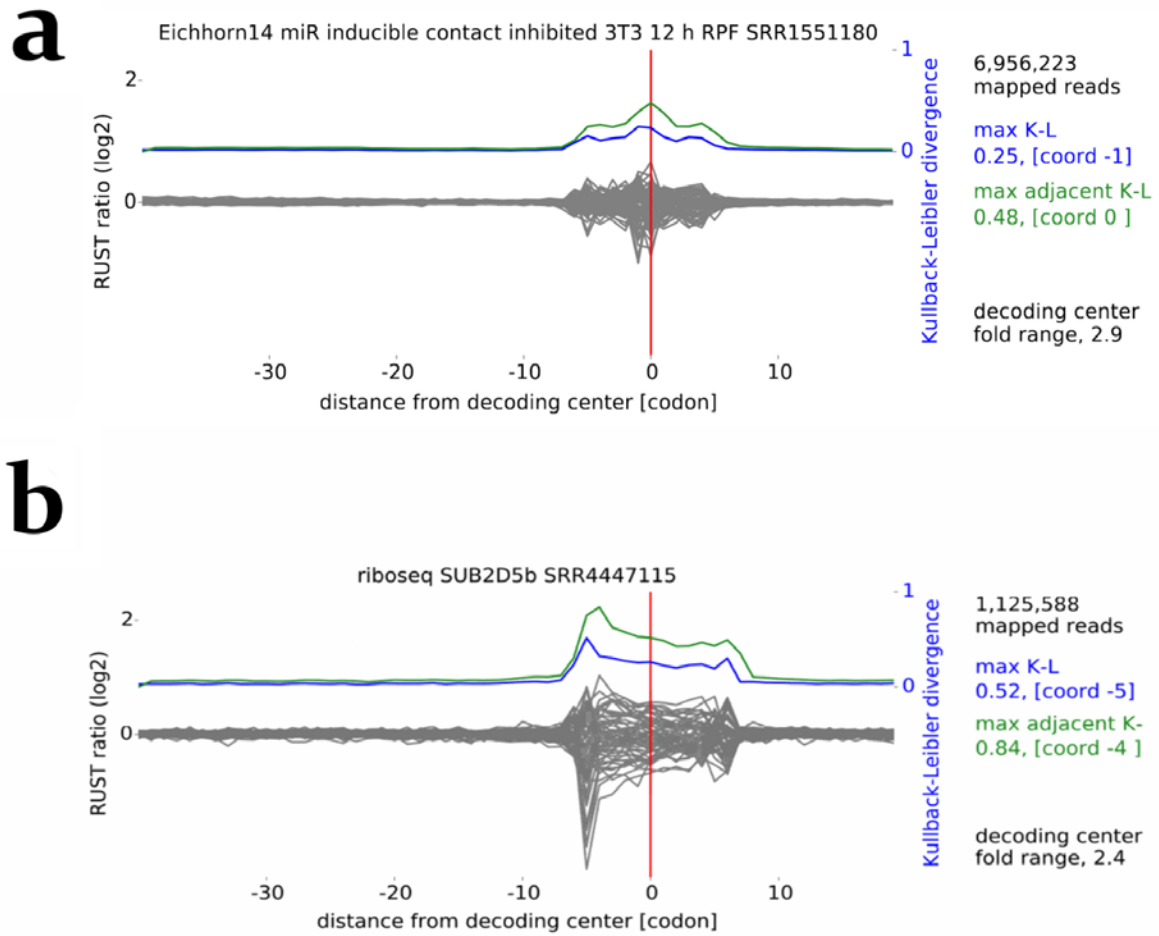 a
Eichhorn14 miR inducible contact inhibited 3T3 12 h RPF SRR1551180
2
0
RUST ratio (log2)
1
0
Kullback-Leibler divergence
6,956,223
mapped reads
max K-L
0.25, [coord -1]
max adjacent K-L
0.48, [coord 0 ]
decoding center
fold range, 2.9
-30 -20 -10 0 10
distance from decoding center [codon]
b
riboseq SUB2D5b SRR4447115
2
0
RUST ratio (log2)
1
0
Kullback-Leibler divergence
1,125,588
mapped reads
max K-L
0.52, [coord -5]
max adjacent K-
0.84, [coord -4 ]
decoding center
fold range, 2.4
-30 -20 -10 0 10
distance from decoding center [codon]